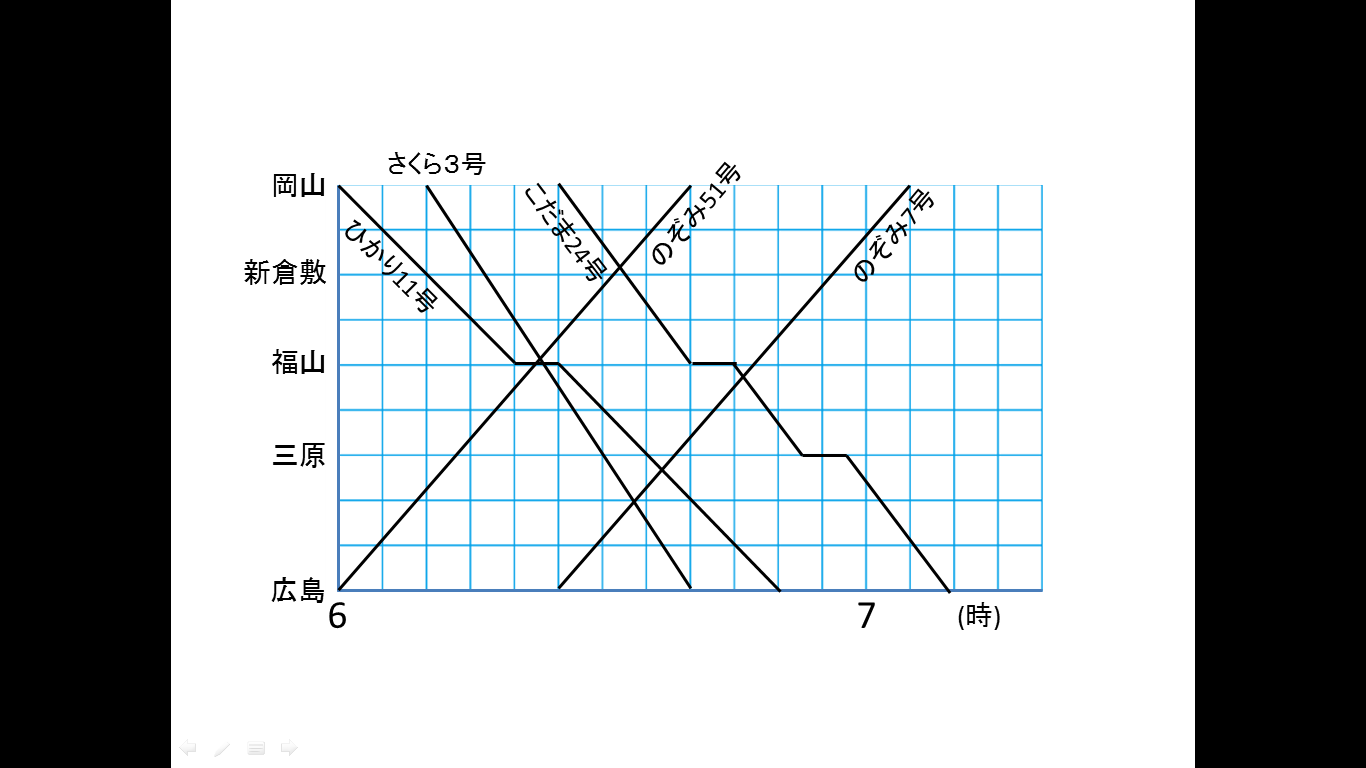 さくら３号
岡山
こだま24号
のぞみ51号
のぞみ7号
ひかり11号
新倉敷
福山
三原
広島
6
7
(時)